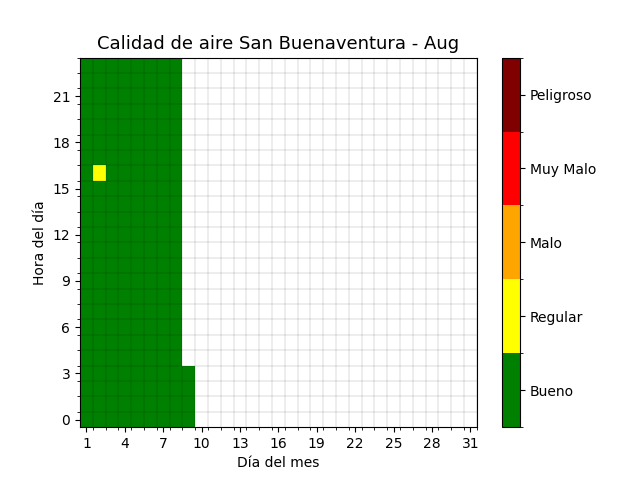 Calidad de aire San Buenaventura - Aug
Hora del día
21
18
15
12
9
6
3
0
1 4 7 10 13 16 19 22 25 28 31
Día del mes
Peligroso
Muy Malo
Malo
Regular
Bueno